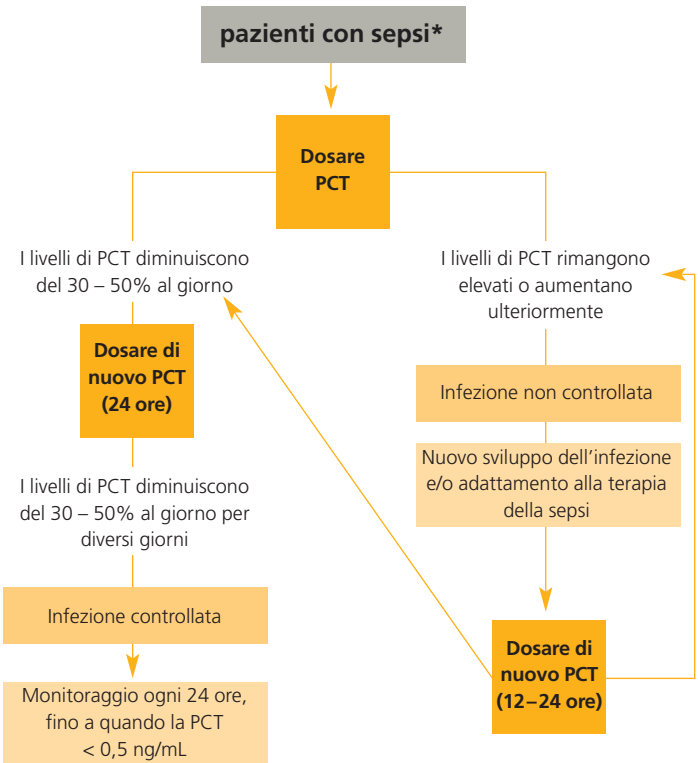 pazienti con sepsi*
Dosare
PCT
I livelli di PCT diminuiscono
del 30 – 50% al giorno
Dosare di
nuovo PCT
(24 ore)
I livelli di PCT diminuiscono
del 30 – 50% al giorno per
diversi giorni
Infezione controllata
Monitoraggio ogni 24 ore,
fino a quando la PCT
< 0,5 ng/mL
I livelli di PCT rimangono
elevati o aumentano
ulteriormente
Infezione non controllata
Nuovo sviluppo dell’infezione
e/o adattamento alla terapia
della sepsi
Dosare di
nuovo PCT
(12–24 ore)